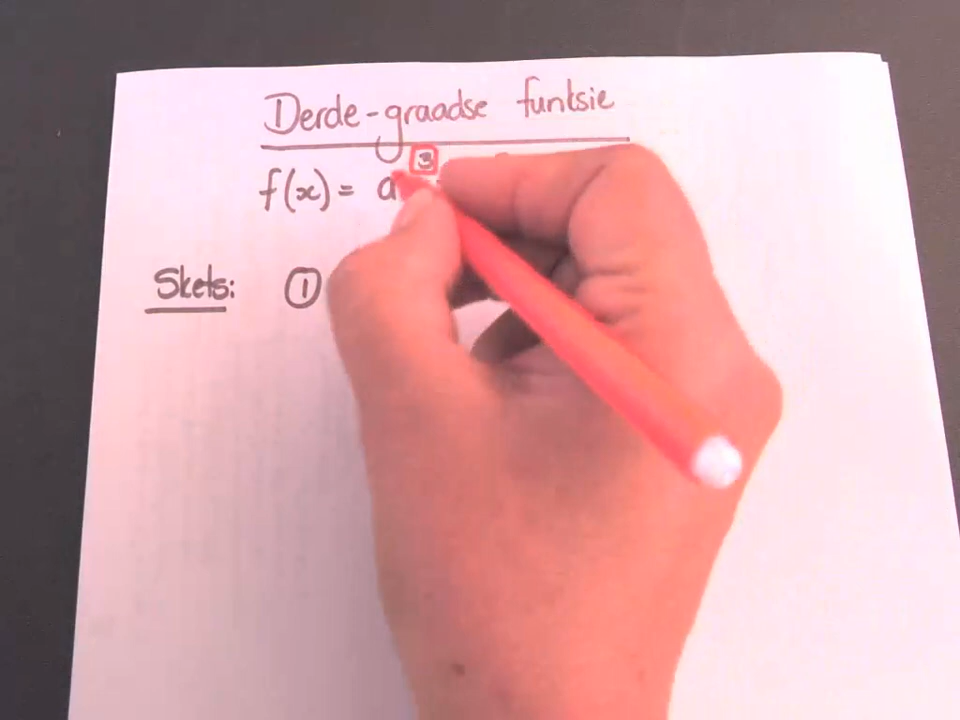 Derde-graadse funksie
f(x) = a 3
Skets: ①